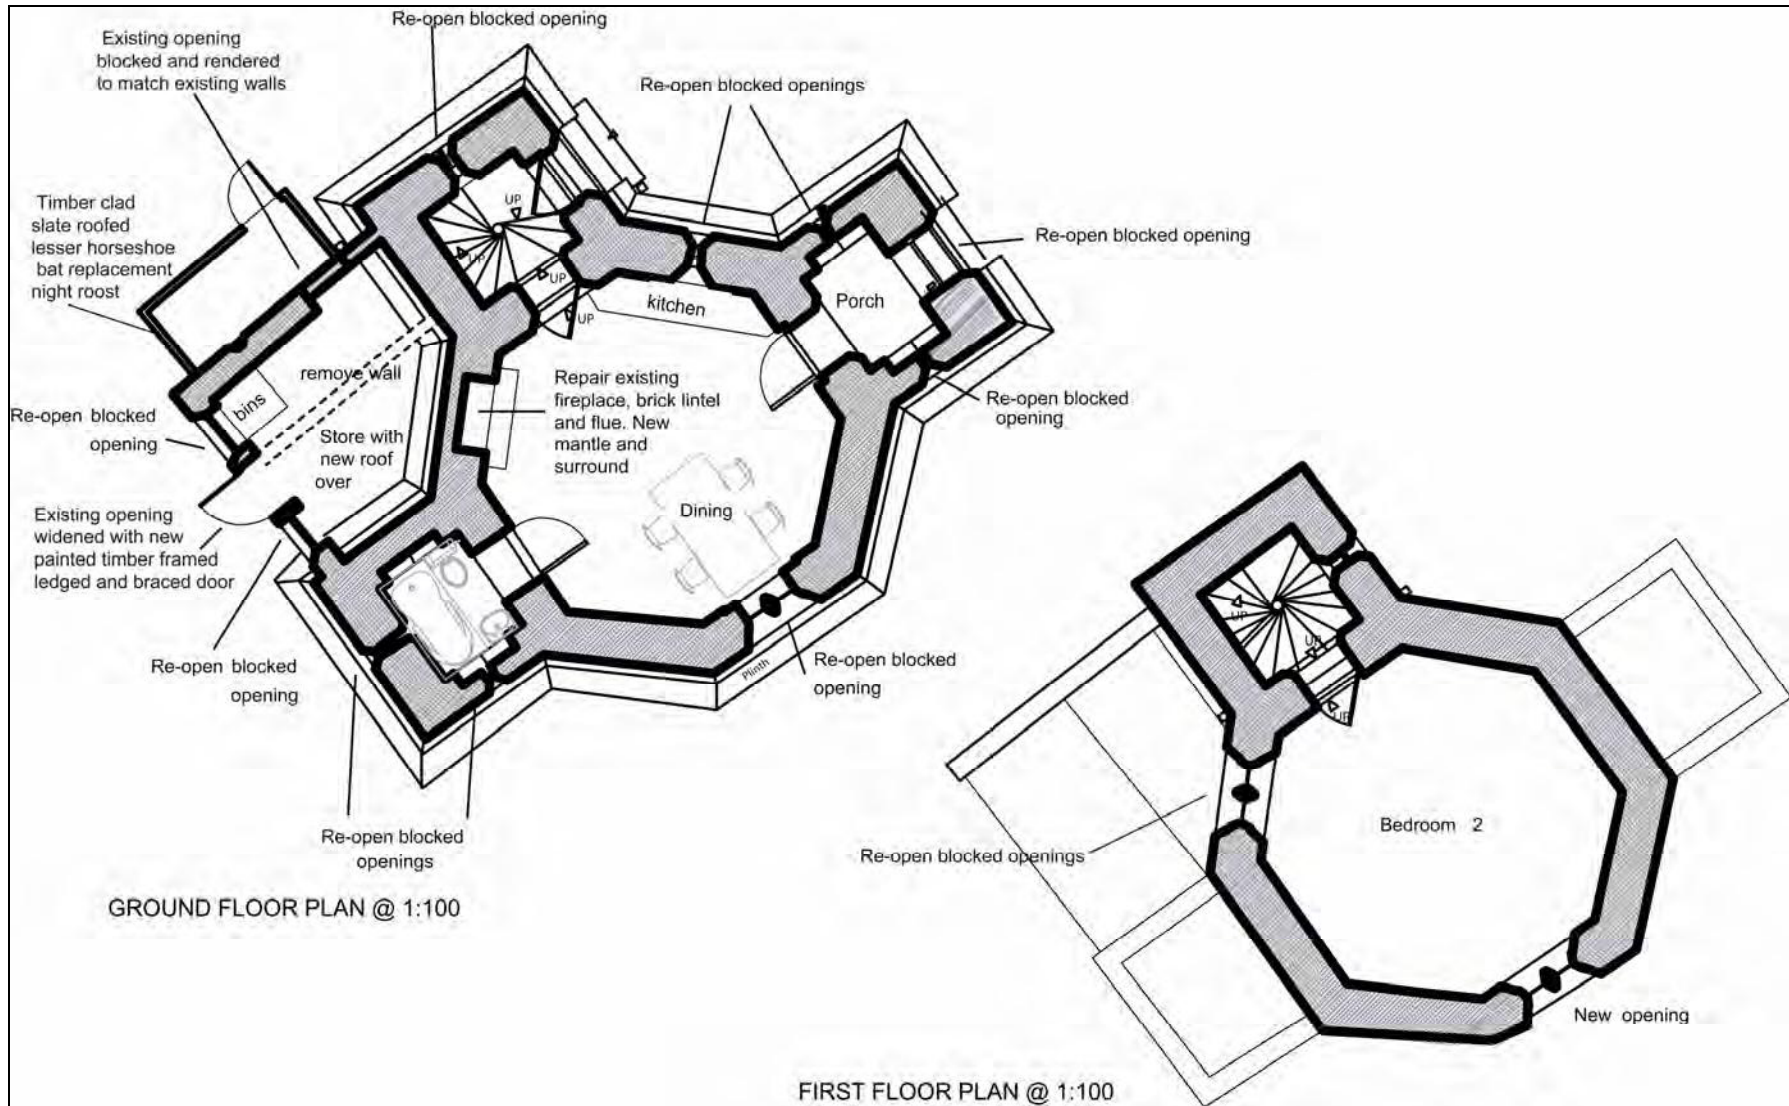 Re-open blocked opening
Existing opening
blocked and rendered
to match existing walls
Re-open blocked openings
Timber clad
slate roofed
lesser horseshoe
bat replacement
night roost
UP
UP
UP
UP
kitchen
Porch
Re-open blocked opening
remove wall
bins
Re-open blocked
opening
Store with
new roof
over
Repair existing
fireplace, brick lintel
and flue. New
mantle and
surround
Re-open blocked
opening
Dining
Existing opening
widened with new
painted timber framed
ledged and braced door
Re-open blocked
opening
Plinth
Re-open blocked
opening
Re-open blocked
openings
GROUND FLOOR PLAN @ 1:100
UP
UP
UP
Bedroom 2
Re-open blocked openings
New opening
FIRST FLOOR PLAN @ 1:100